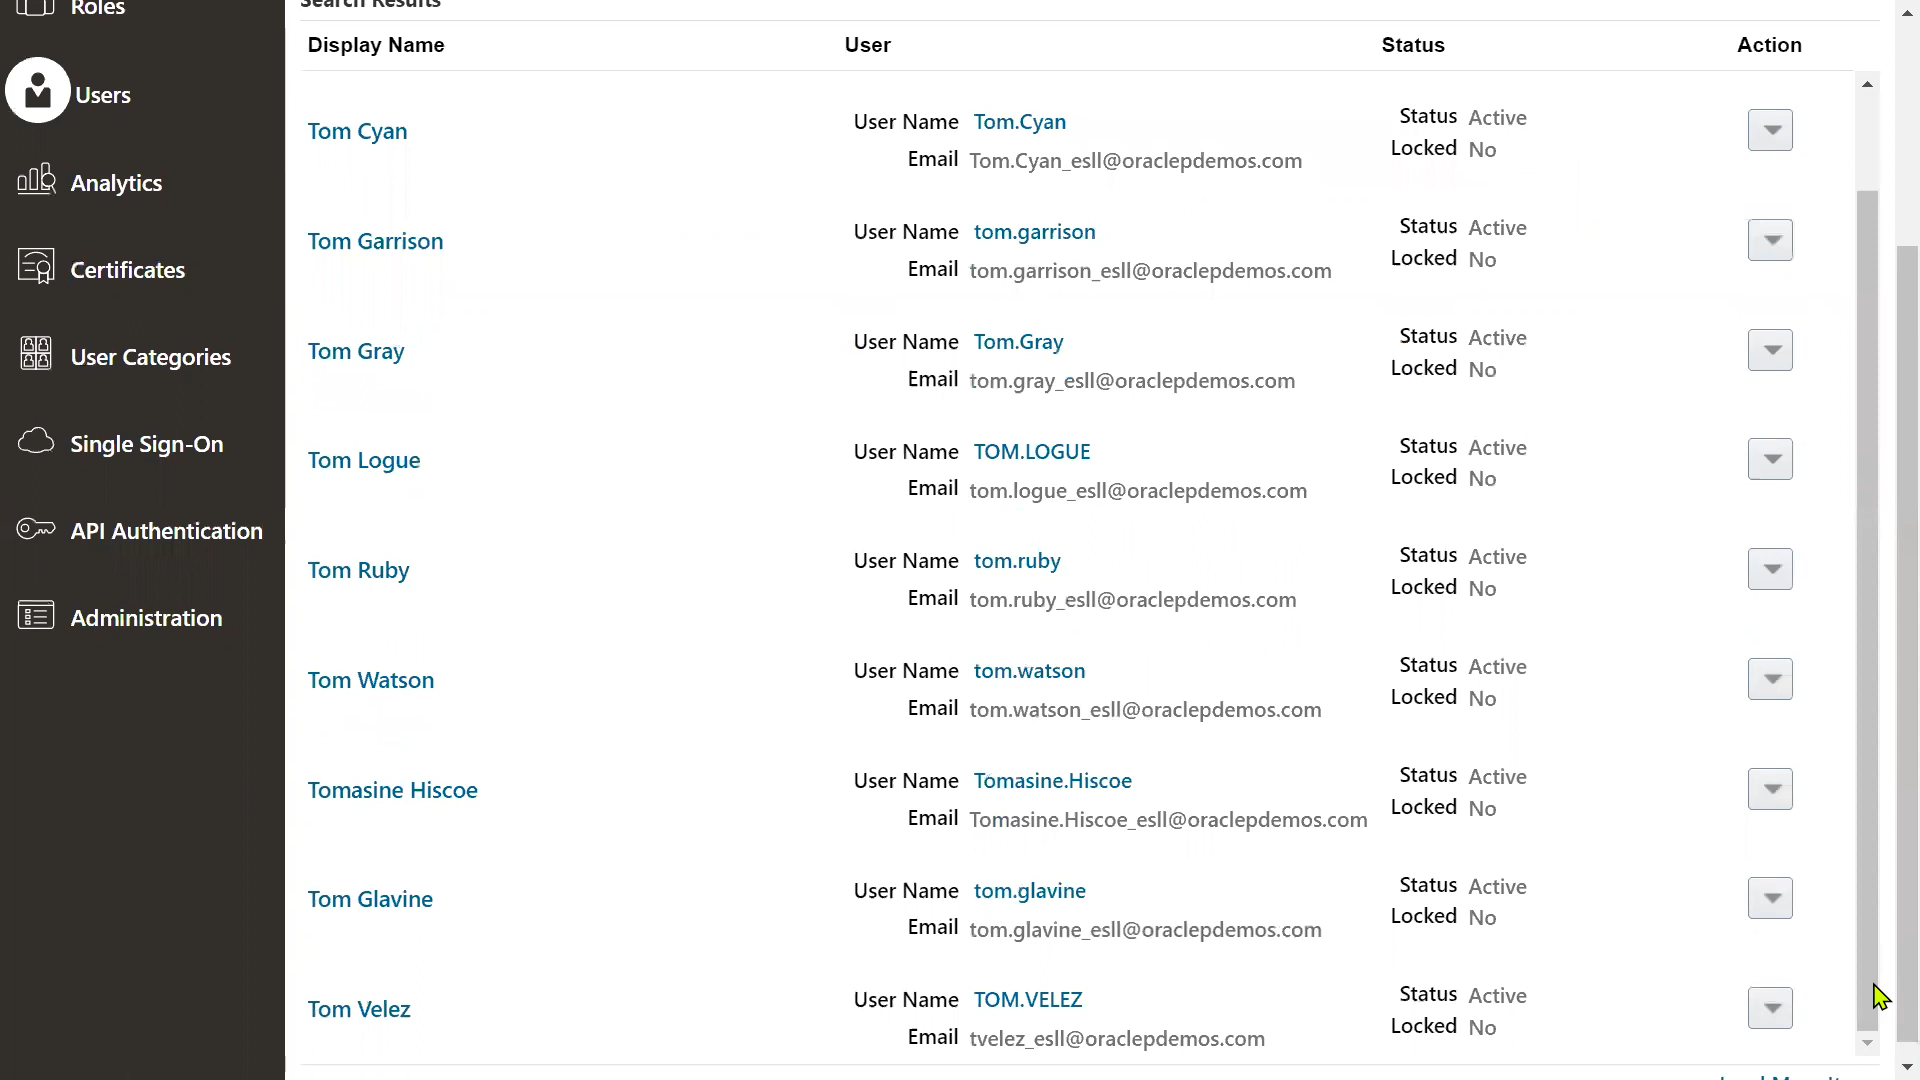 Roles
Users
Analytics
Certificates
User Categories
Single Sign-On
API Authentication
Administration
Search Results
Display Name User Status Action
Tom Cyan User Name Tom.Cyan Status Active
Email Tom.Cyan_esll@oraclepdemos.com Locked No
Tom Garrison User Name tom.garrison Status Active
Email tom.garrison_esll@oraclepdemos.com Locked No
Tom Gray User Name Tom.Gray Status Active
Email tom.gray_esll@oraclepdemos.com Locked No
Tom Logue User Name TOM.LOGUE Status Active
Email tom.logue_esll@oraclepdemos.com Locked No
Tom Ruby User Name tom.ruby Status Active
Email tom.ruby_esll@oraclepdemos.com Locked No
Tom Watson User Name tom.watson Status Active
Email tom.watson_esll@oraclepdemos.com Locked No
Tomasine Hiscoe User Name Tomasine.Hiscoe Status Active
Email Tomasine.Hiscoe_esll@oraclepdemos.com Locked No
Tom Glavine User Name tom.glavine Status Active
Email tom.glavine_esll@oraclepdemos.com Locked No
Tom Velez User Name TOM.VELEZ Status Active
Email tvelez_esll@oraclepdemos.com Locked No